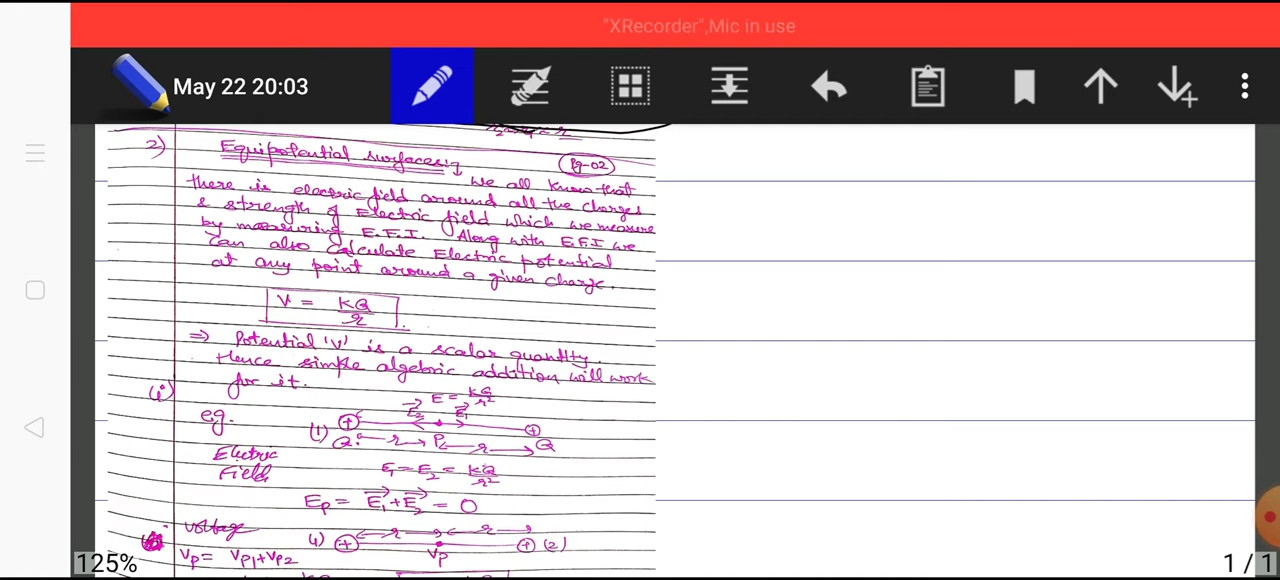 "XRecorder",Mic in use
May 22 20:03
2) Equipotential surfaces:- Pg-02
We all know that
there is electric field around all the charges
& strength of Electric field which we measure
by measuring E.F.I. Along with E.F.I we
can also calculate Electric potential
at any point around a given charge.
V = KQ/r
⇒ Potential 'V' is a scalar quantity.
Hence simple algebric addition will work
for it.
(i)
E = KQ/r²
eg. (1) + E₂ E₁ +
Q r P r Q
Electric
Field
E₁ = E₂ = KQ/r²
Ep = E₁ + E₂ = 0
Voltage
1) + r r + (2)
Vp
Vp = Vp1 + Vp2
125%
1 / 1